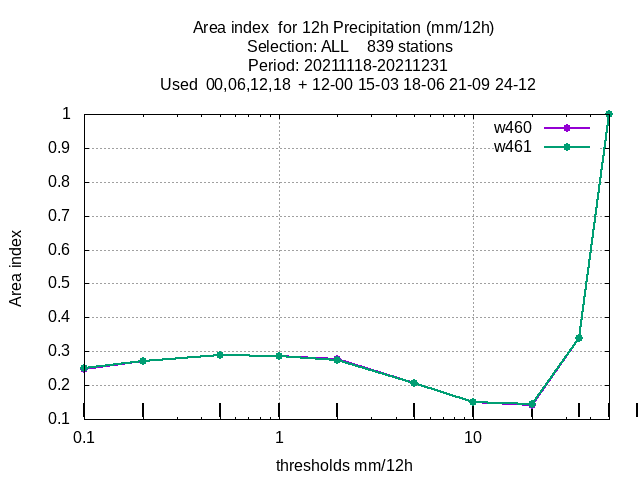 Area index  for 12h Precipitation (mm/12h)
Selection: ALL    839 stations
Period: 20211118-20211231
Used  00,06,12,18  + 12-00 15-03 18-06 21-09 24-12
w460
w461
1
0.9
0.8
0.7
0.6
0.5
0.4
0.3
0.2
0.1
Area index
0.1 1 10
thresholds mm/12h